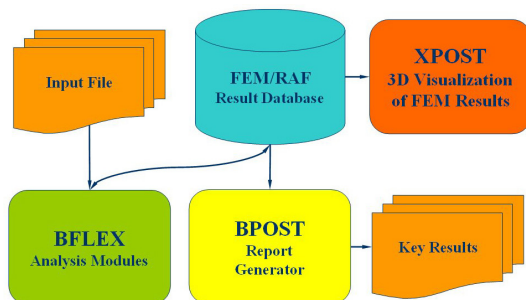 Input File
FEM/RAF
Result Database
XPOST
3D Visualization
of FEM Results
BFLEX
Analysis Modules
BPOST
Report
Generator
Key Results